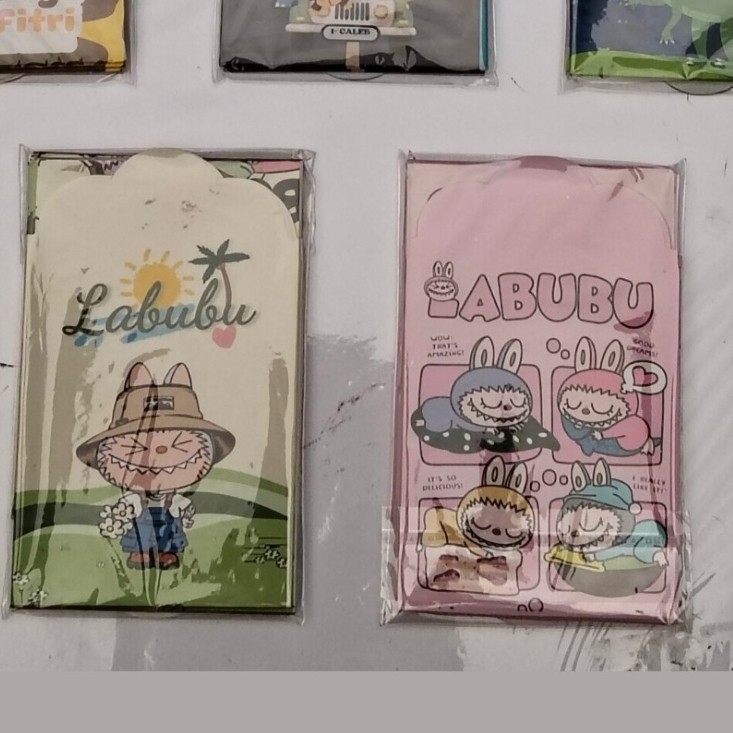 Fitri
I-CALEB
Labubu
LABUBU
WOW.
THAT'S
AMAZING!
GOOD
DREAMS!
IT'S SO
DELICIOUS!
I REALLY
LIKE IT!